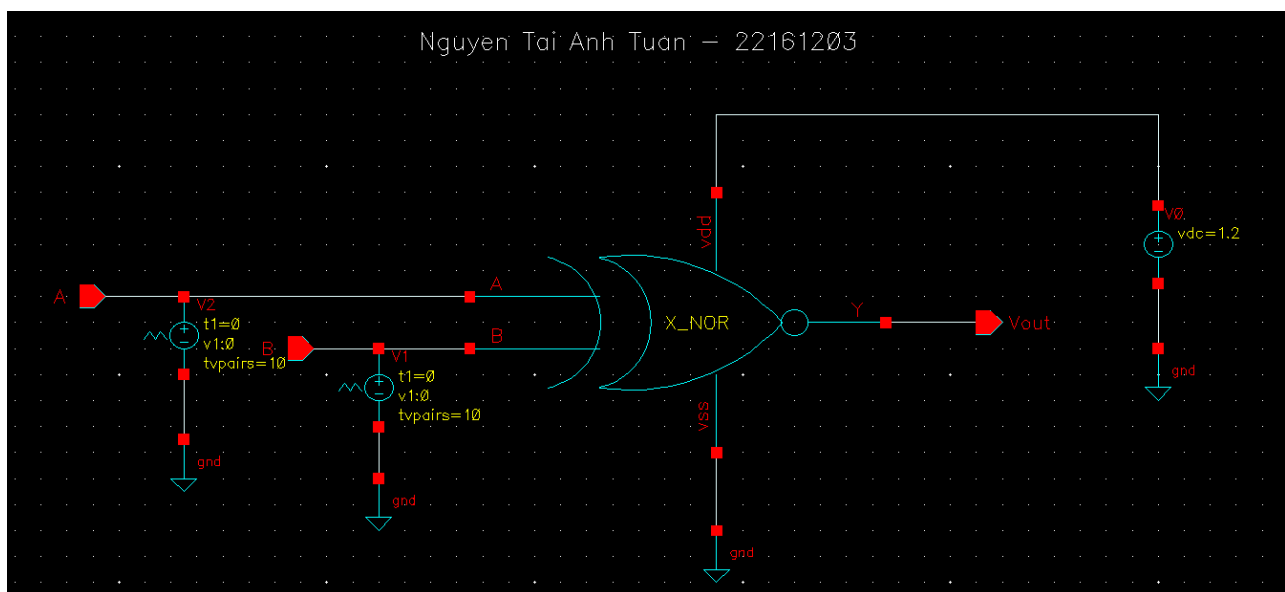 Nguyen Tai Anh Tuan - 22161203
vdd
V0
vdc=1.2
gnd
A
V2
t1=0
v1:0
tvpairs=10
gnd
B
V1
t1=0
v1:0
tvpairs=10
gnd
A
B
X_NOR
Y
Vout
vss
gnd